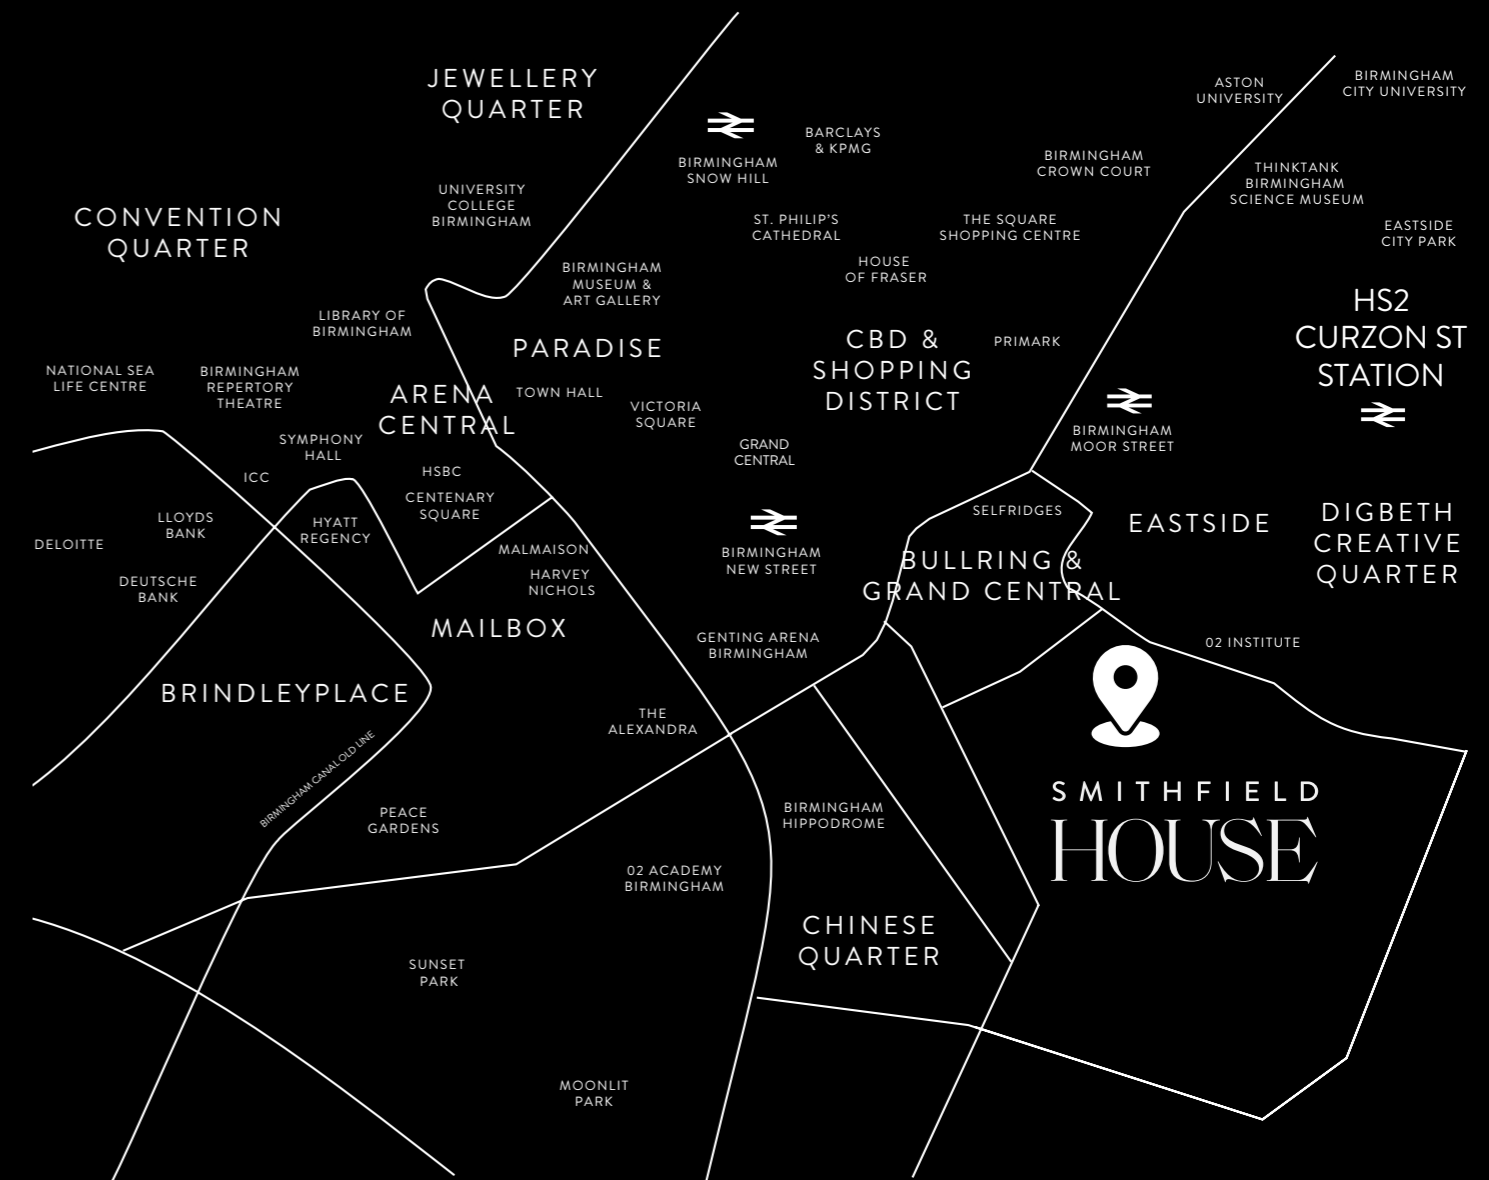 JEWELLERY
QUARTER
ASTON
UNIVERSITY
BIRMINGHAM
CITY UNIVERSITY
BIRMINGHAM
SNOW HILL
BARCLAYS
& KPMG
BIRMINGHAM
CROWN COURT
THINKTANK
BIRMINGHAM
SCIENCE MUSEUM
UNIVERSITY
COLLEGE
BIRMINGHAM
CONVENTION
QUARTER
ST. PHILIP'S
CATHEDRAL
THE SQUARE
SHOPPING CENTRE
EASTSIDE
CITY PARK
HOUSE
OF FRASER
BIRMINGHAM
MUSEUM &
ART GALLERY
HS2
CURZON ST
STATION
LIBRARY OF
BIRMINGHAM
PARADISE
CBD &
SHOPPING
DISTRICT
PRIMARK
NATIONAL SEA
LIFE CENTRE
BIRMINGHAM
REPERTORY
THEATRE
ARENA
CENTRAL
TOWN HALL
VICTORIA
SQUARE
BIRMINGHAM
MOOR STREET
SYMPHONY
HALL
GRAND
CENTRAL
ICC
HSBC
CENTENARY
SQUARE
SELFRIDGES
EASTSIDE
DIGBETH
CREATIVE
QUARTER
LLOYDS
BANK
HYATT
REGENCY
DELOITTE
MALMAISON
BIRMINGHAM
NEW STREET
BULLRING &
GRAND CENTRAL
DEUTSCHE
BANK
HARVEY
NICHOLS
MAILBOX
GENTING ARENA
BIRMINGHAM
02 INSTITUTE
BRINDLEYPLACE
THE
ALEXANDRA
BIRMINGHAM CANAL OLD LINE
SMITHFIELD
HOUSE
PEACE
GARDENS
BIRMINGHAM
HIPPODROME
02 ACADEMY
BIRMINGHAM
CHINESE
QUARTER
SUNSET
PARK
MOONLIT
PARK